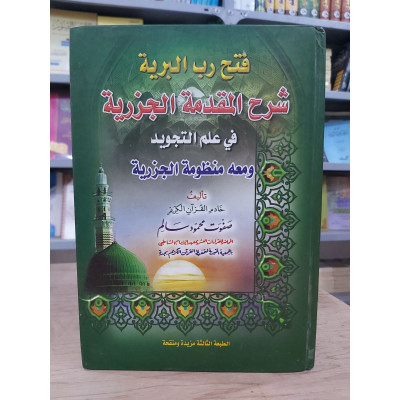 فتح رب البرية
شرح المقدمة الجزرية
في علم التجويد
ومعه منظومة الجزرية
تأليف
خادم القرآن الكريم
صفوت محمود سالم
الطبعة الثالثة مزيدة ومنقحة